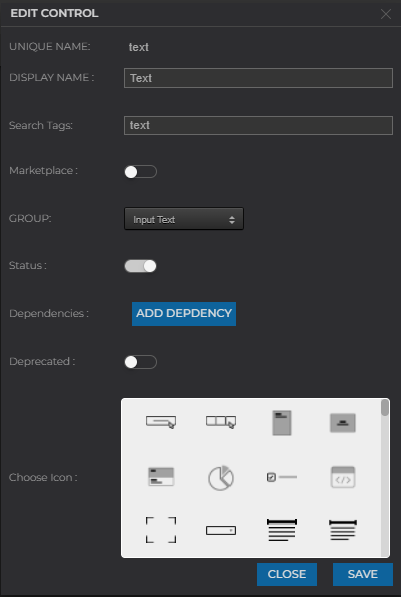 EDIT CONTROL
UNIQUE NAME: text
DISPLAY NAME : Text
Search Tags: text
Marketplace :
GROUP: Input Text
Status :
Dependencies : ADD DEPDENCY
Deprecated :
Choose Icon :
CLOSE SAVE